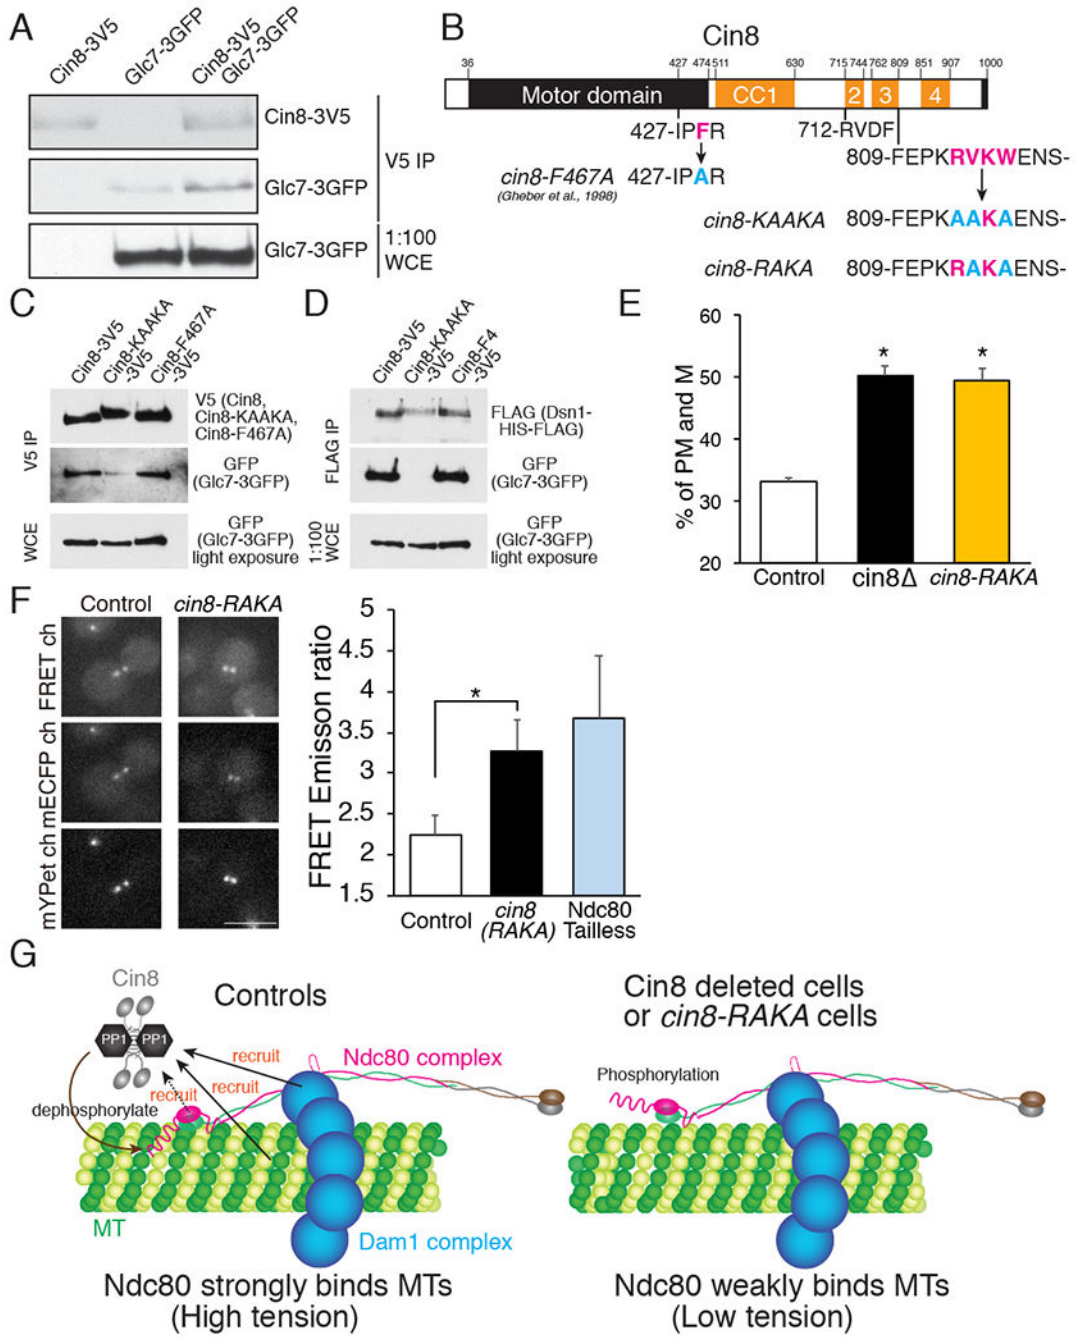 A
Cin8-3V5
Glc7-3GFP
Cin8-3V5
Glc7-3GFP
Cin8-3V5
Glc7-3GFP
V5 IP
Glc7-3GFP
1:100
WCE
B
Cin8
36
427
474
511
630
715
744
762
809
851
907
1000
Motor domain
CC1
2
3
4
427-IPFR
712-RVDF
809-FEPKRVKWENS-
cin8-F467A 427-IPAR
(Gheber et al., 1998)
cin8-KAAKA 809-FEPKAAKAENS-
cin8-RAKA 809-FEPKRAKAENS-
C
Cin8-3V5
Cin8-KAAKA
-3V5
Cin8-F467A
-3V5
V5 IP
V5 (Cin8,
Cin8-KAAKA,
Cin8-F467A)
GFP
(Glc7-3GFP)
WCE
GFP
(Glc7-3GFP)
light exposure
D
Cin8-3V5
Cin8-KAAKA
-3V5
Cin8-F4
3V5
FLAG IP
FLAG (Dsn1-
HIS-FLAG)
GFP
(Glc7-3GFP)
1:100
WCE
GFP
(Glc7-3GFP)
light exposure
E
% of PM and M
60
50
40
30
20
*
*
Control
cin8Δ
cin8-RAKA
F
Control
cin8-RAKA
FRET ch
mECFP ch
mYPet ch
FRET Emisson ratio
5
4.5
4
3.5
3
2.5
2
1.5
*
Control
cin8
(RAKA)
Ndc80
Tailless
G
Cin8
PP1
PP1
Controls
recruit
Ndc80 complex
recruit
recruit
dephosphorylate
MT
Dam1 complex
Ndc80 strongly binds MTs
(High tension)
Cin8 deleted cells
or cin8-RAKA cells
Phosphorylation
Ndc80 weakly binds MTs
(Low tension)